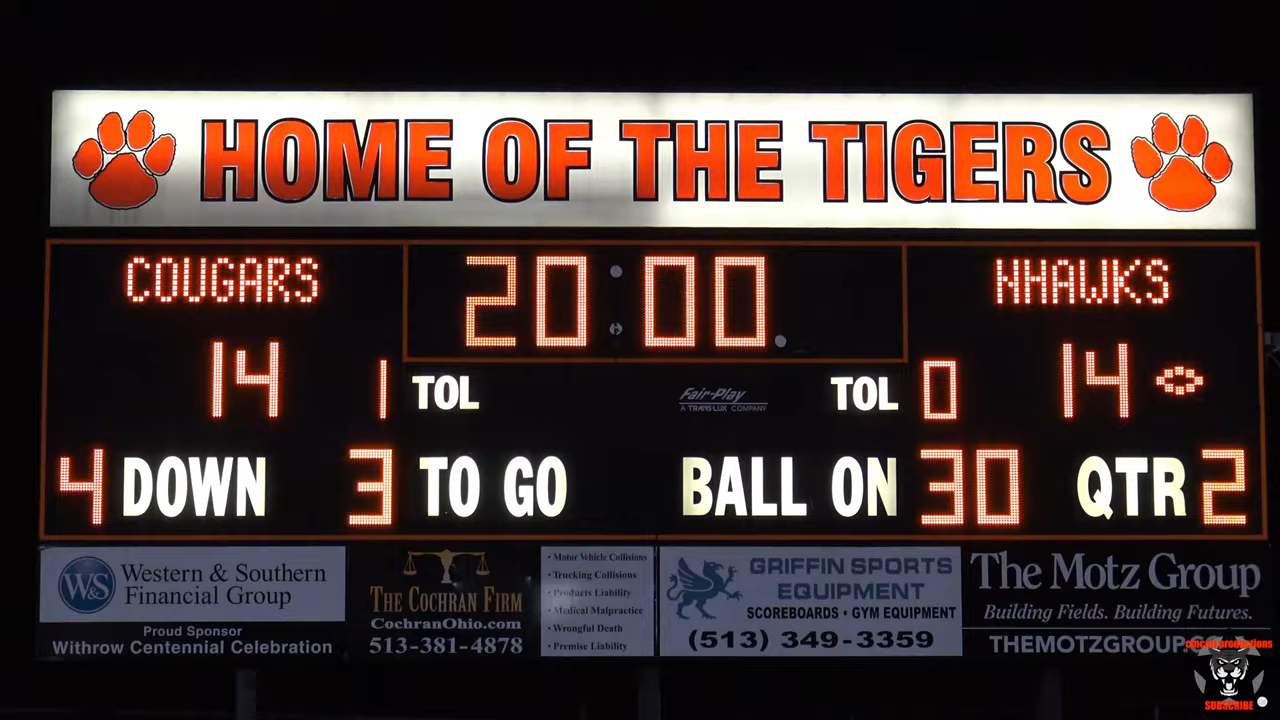 HOME OF THE TIGERS
COUGARS
20:00
NHAWKS
14
1 TOL
Fair-Play
A TRANS-LUX COMPANY
TOL 0
14
4 DOWN 3 TO GO
BALL ON 30 QTR 2
W&S
Western & Southern
Financial Group
Proud Sponsor
Withrow Centennial Celebration
THE COCHRAN FIRM
CochranOhio.com
513-381-4878
• Motor Vehicle Collisions
• Trucking Collisions
• Products Liability
• Medical Malpractice
• Wrongful Death
• Premise Liability
GRIFFIN SPORTS
EQUIPMENT
SCOREBOARDS • GYM EQUIPMENT
(513) 349-3359
The Motz Group
Building Fields. Building Futures.
THEMOTZGROUP.
productions
SUBSCRIBE